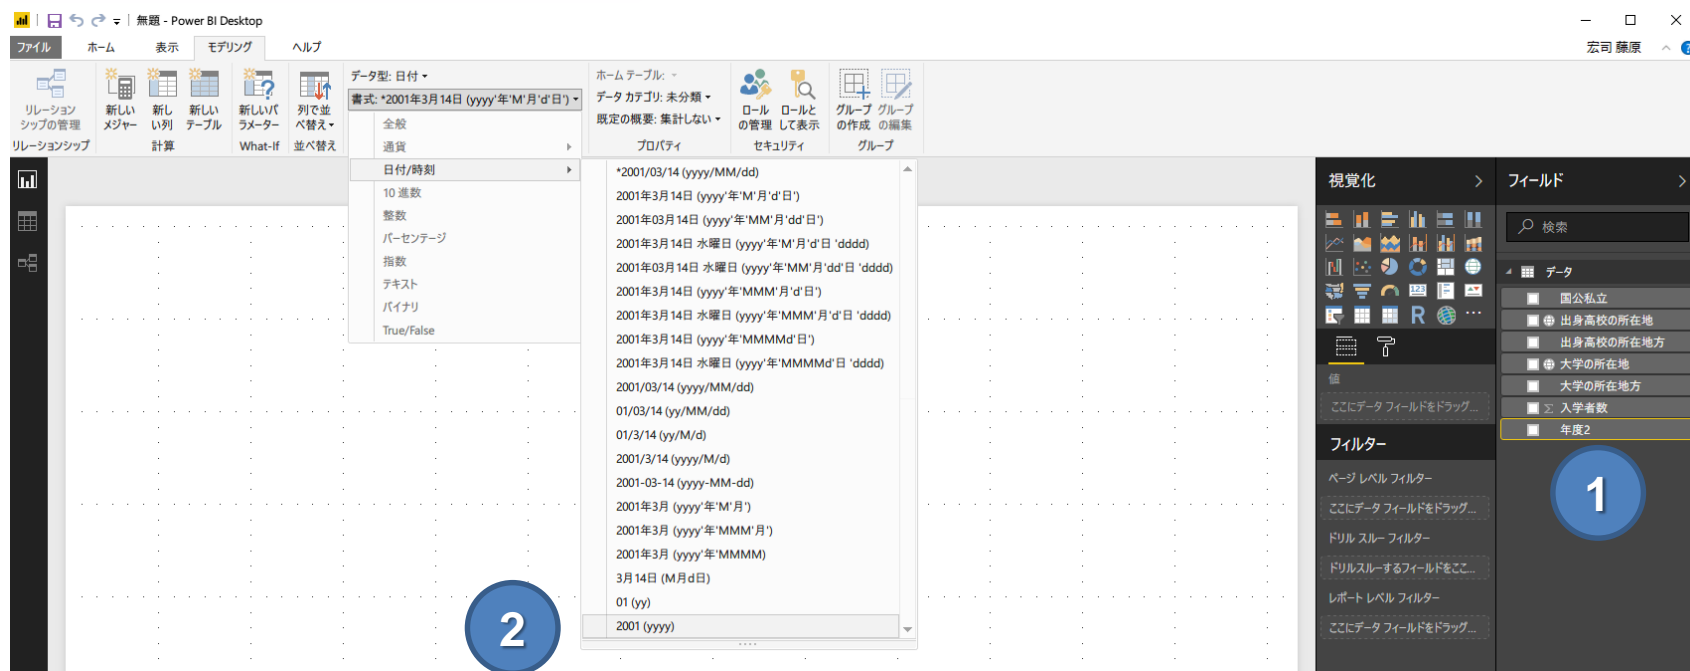 無題 - Power BI Desktop
ファイル ホーム 表示 モデリング ヘルプ 宏司 藤原
リレーションシップの管理
リレーションシップ
新しいメジャー
新しい列
新しいテーブル
計算
新しいパラメーター
What-If
列で並べ替え
並べ替え
データ型: 日付
書式: *2001年3月14日 (yyyy'年'M'月'd'日')
ホーム テーブル:
データ カテゴリ: 未分類
既定の概要: 集計しない
プロパティ
ロールの管理
ロールとして表示
セキュリティ
グループの作成
グループの編集
グループ
全般
通貨
日付/時刻
10 進数
整数
パーセンテージ
指数
テキスト
バイナリ
True/False
*2001/03/14 (yyyy/MM/dd)
2001年3月14日 (yyyy'年'M'月'd'日')
2001年03月14日 (yyyy'年'MM'月'dd'日')
2001年3月14日 水曜日 (yyyy'年'M'月'd'日 'dddd)
2001年03月14日 水曜日 (yyyy'年'MM'月'dd'日 'dddd)
2001年3月14日 (yyyy'年'MMM'月'd'日')
2001年3月14日 水曜日 (yyyy'年'MMM'月'd'日 'dddd)
2001年3月14日 (yyyy'年'MMMMd'日')
2001年3月14日 水曜日 (yyyy'年'MMMMd'日 'dddd)
2001/03/14 (yyyy/MM/dd)
01/03/14 (yy/MM/dd)
01/3/14 (yy/M/d)
2001/3/14 (yyyy/M/d)
2001-03-14 (yyyy-MM-dd)
2001年3月 (yyyy'年'M'月')
2001年3月 (yyyy'年'MMM'月')
2001年3月 (yyyy'年'MMMM)
3月14日 (M月d日)
01 (yy)
2001 (yyyy)
2
視覚化
123
R
値
ここにデータ フィールドをドラッグ...
フィルター
ページ レベル フィルター
ここにデータ フィールドをドラッグ...
ドリル スルー フィルター
ドリルスルーするフィールドをここ...
レポート レベル フィルター
ここにデータ フィールドをドラッグ...
フィールド
検索
データ
国公私立
出身高校の所在地
出身高校の所在地方
大学の所在地
大学の所在地方
Σ 入学者数
年度2
1